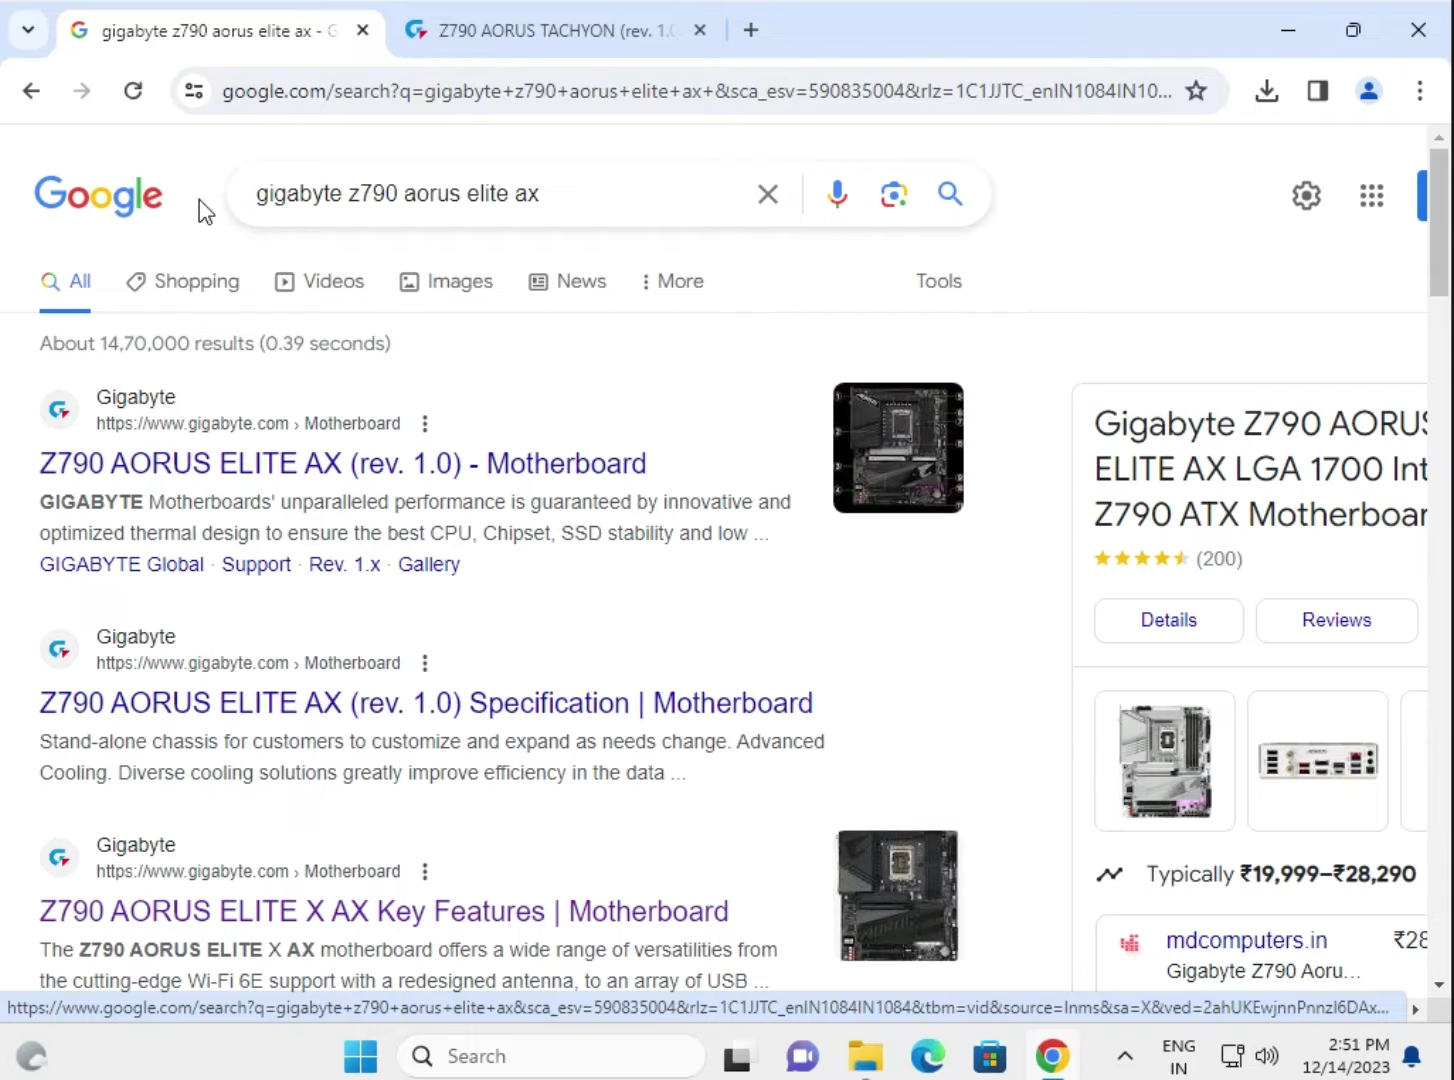 gigabyte z790 aorus elite ax - G
Z790 AORUS TACHYON (rev. 1.0
google.com/search?q=gigabyte+z790+aorus+elite+ax+&sca_esv=590835004&rlz=1C1JJTC_enIN1084IN10...
Google
gigabyte z790 aorus elite ax
All
Shopping
Videos
Images
News
More
Tools
About 14,70,000 results (0.39 seconds)
Gigabyte
https://www.gigabyte.com › Motherboard
Z790 AORUS ELITE AX (rev. 1.0) - Motherboard
GIGABYTE Motherboards' unparalleled performance is guaranteed by innovative and
optimized thermal design to ensure the best CPU, Chipset, SSD stability and low ...
GIGABYTE Global · Support · Rev. 1.x · Gallery
Gigabyte
https://www.gigabyte.com › Motherboard
Z790 AORUS ELITE AX (rev. 1.0) Specification | Motherboard
Stand-alone chassis for customers to customize and expand as needs change. Advanced
Cooling. Diverse cooling solutions greatly improve efficiency in the data ...
Gigabyte
https://www.gigabyte.com › Motherboard
Z790 AORUS ELITE X AX Key Features | Motherboard
The Z790 AORUS ELITE X AX motherboard offers a wide range of versatilities from
the cutting-edge Wi-Fi 6E support with a redesigned antenna, to an array of USB ...
Gigabyte Z790 AORUS
ELITE AX LGA 1700 Int
Z790 ATX Motherboar
(200)
Details
Reviews
Typically ₹19,999–₹28,290
mdcomputers.in
₹28
Gigabyte Z790 Aoru...
https://www.google.com/search?q=gigabyte+z790+aorus+elite+ax&sca_esv=590835004&rlz=1C1JJTC_enIN1084IN1084&tbm=vid&source=lnms&sa=X&ved=2ahUKEwjnnPnnzI6DAx...
Search
ENG
IN
2:51 PM
12/14/2023